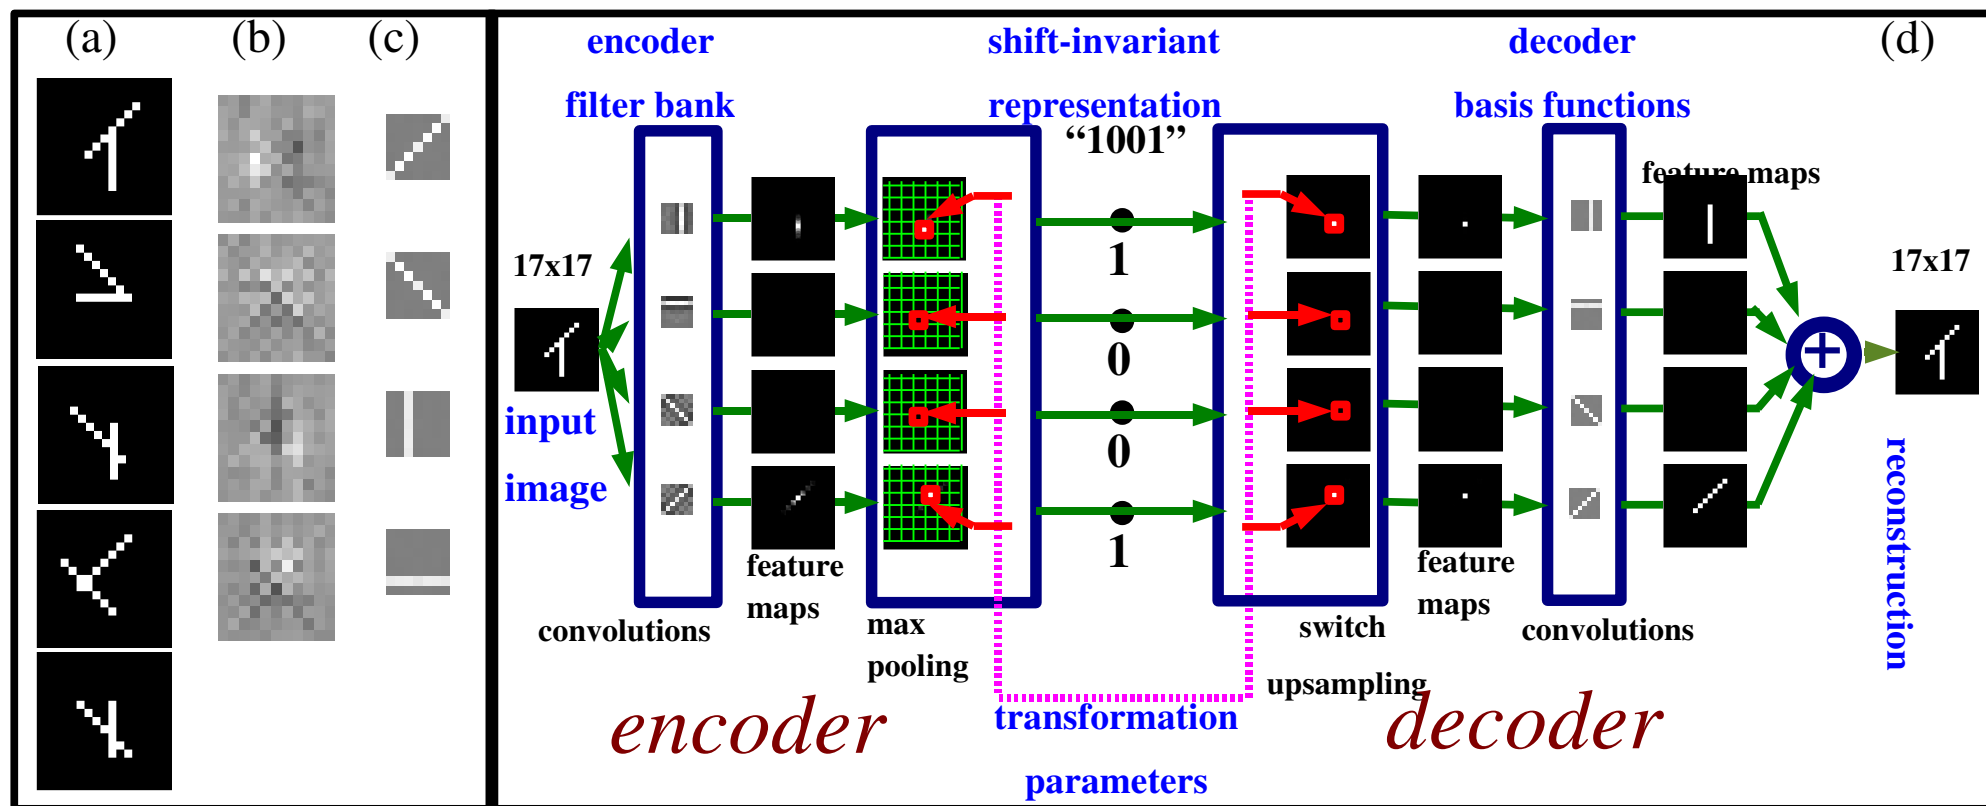 (a)
(b)
(c)
encoder
filter bank
shift-invariant
representation
"1001"
decoder
basis functions
(d)
feature maps
17x17
input
image
1
0
0
1
17x17
reconstruction
feature
maps
convolutions
max
pooling
switch
upsampling
feature
maps
convolutions
encoder
transformation
parameters
decoder